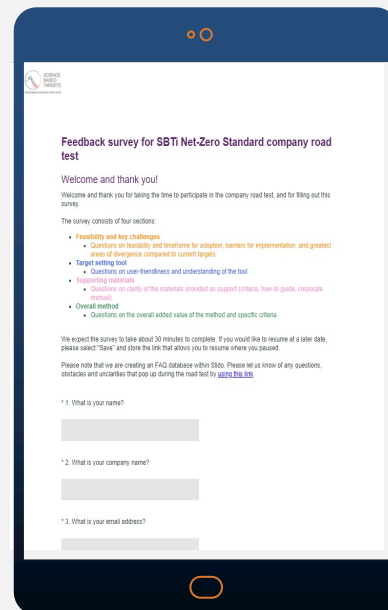 SCIENCE
BASED
TARGETS
Feedback survey for SBTi Net-Zero Standard company road
test
Welcome and thank you!
Welcome and thank you for taking the time to participate in the company road test, and for filling out this
survey.
The survey consists of four sections:
• Feasibility and key challenges
• Questions on feasibility and timeframe for adoption, barriers for implementation, and greatest
areas of divergence compared to current targets
• Target setting tool
• Questions on user-friendliness and understanding of the tool
• Supporting materials
• Questions on clarity of the materials provided as support (criteria, how-to guide, corporate
manual)
• Overall method
• Questions on the overall added value of the method and specific criteria
We expect the survey to take about 30 minutes to complete. If you would like to resume at a later date,
please select "Save" and store the link that allows you to resume where you paused.
Please note that we are creating an FAQ database within Slido. Please let us know of any questions,
obstacles and unclarities that pop up during the road test by using this link.
* 1. What is your name?
* 2. What is your company name?
* 3. What is your email address?